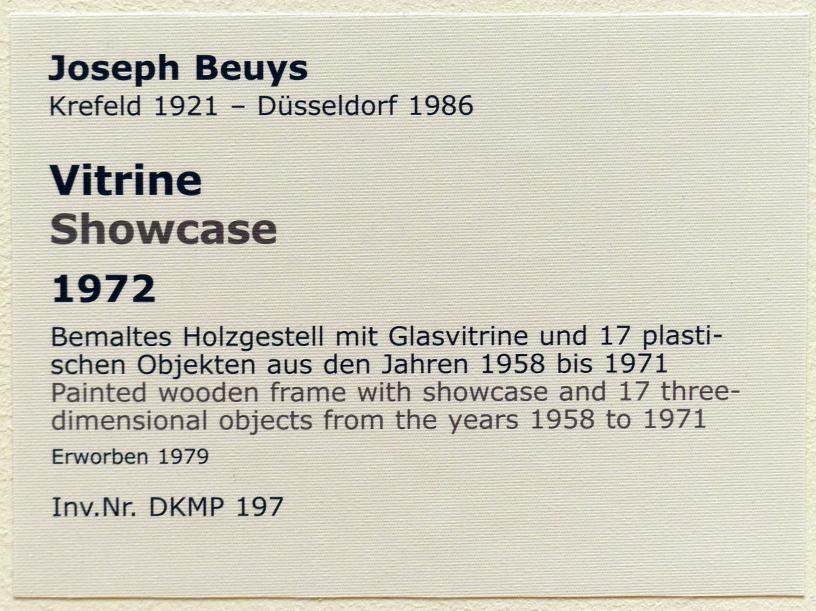 Joseph Beuys
Krefeld 1921 – Düsseldorf 1986
Vitrine
Showcase
1972
Bemaltes Holzgestell mit Glasvitrine und 17 plasti-
schen Objekten aus den Jahren 1958 bis 1971
Painted wooden frame with showcase and 17 three-
dimensional objects from the years 1958 to 1971
Erworben 1979
Inv.Nr. DKMP 197